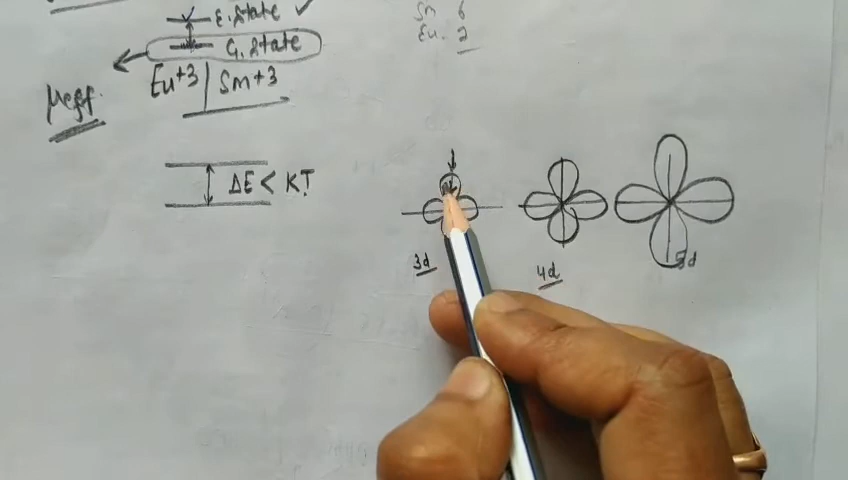 E. State ✓
G. State
Eu+3 | Sm+3
μeff.
Sm 6
Eu. 7
ΔE < KT
3d
4d
5d